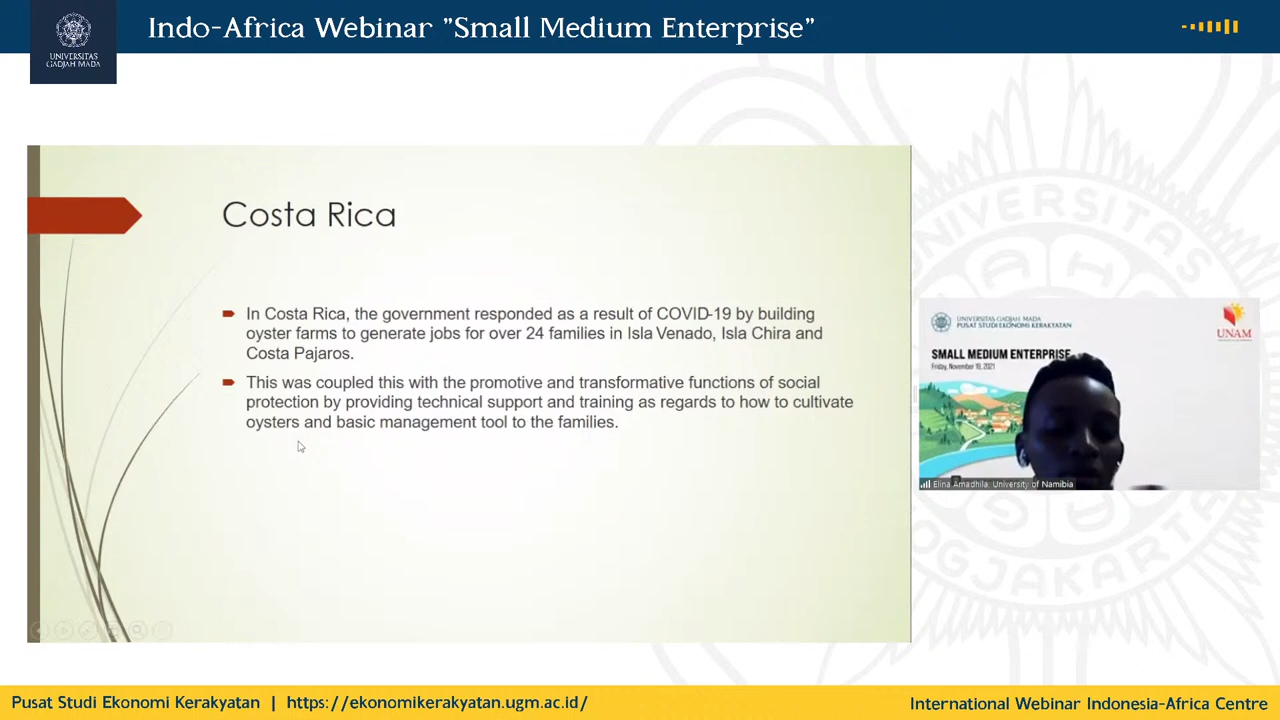 Indo-Africa Webinar "Small Medium Enterprise"
UNIVERSITAS
GADJAH MADA
Costa Rica
In Costa Rica, the government responded as a result of COVID-19 by building
oyster farms to generate jobs for over 24 families in Isla Venado, Isla Chira and
Costa Pajaros.
This was coupled this with the promotive and transformative functions of social
protection by providing technical support and training as regards to how to cultivate
oysters and basic management tool to the families.
UNIVERSITAS GADJAH MADA
PUSAT STUDI EKONOMI KERAKYATAN
UNAM
SMALL MEDIUM ENTERPRISE
Friday, November 19, 2021
Elina Amadhila: University of Namibia
Pusat Studi Ekonomi Kerakyatan | https://ekonomikerakyatan.ugm.ac.id/
International Webinar Indonesia-Africa Centre